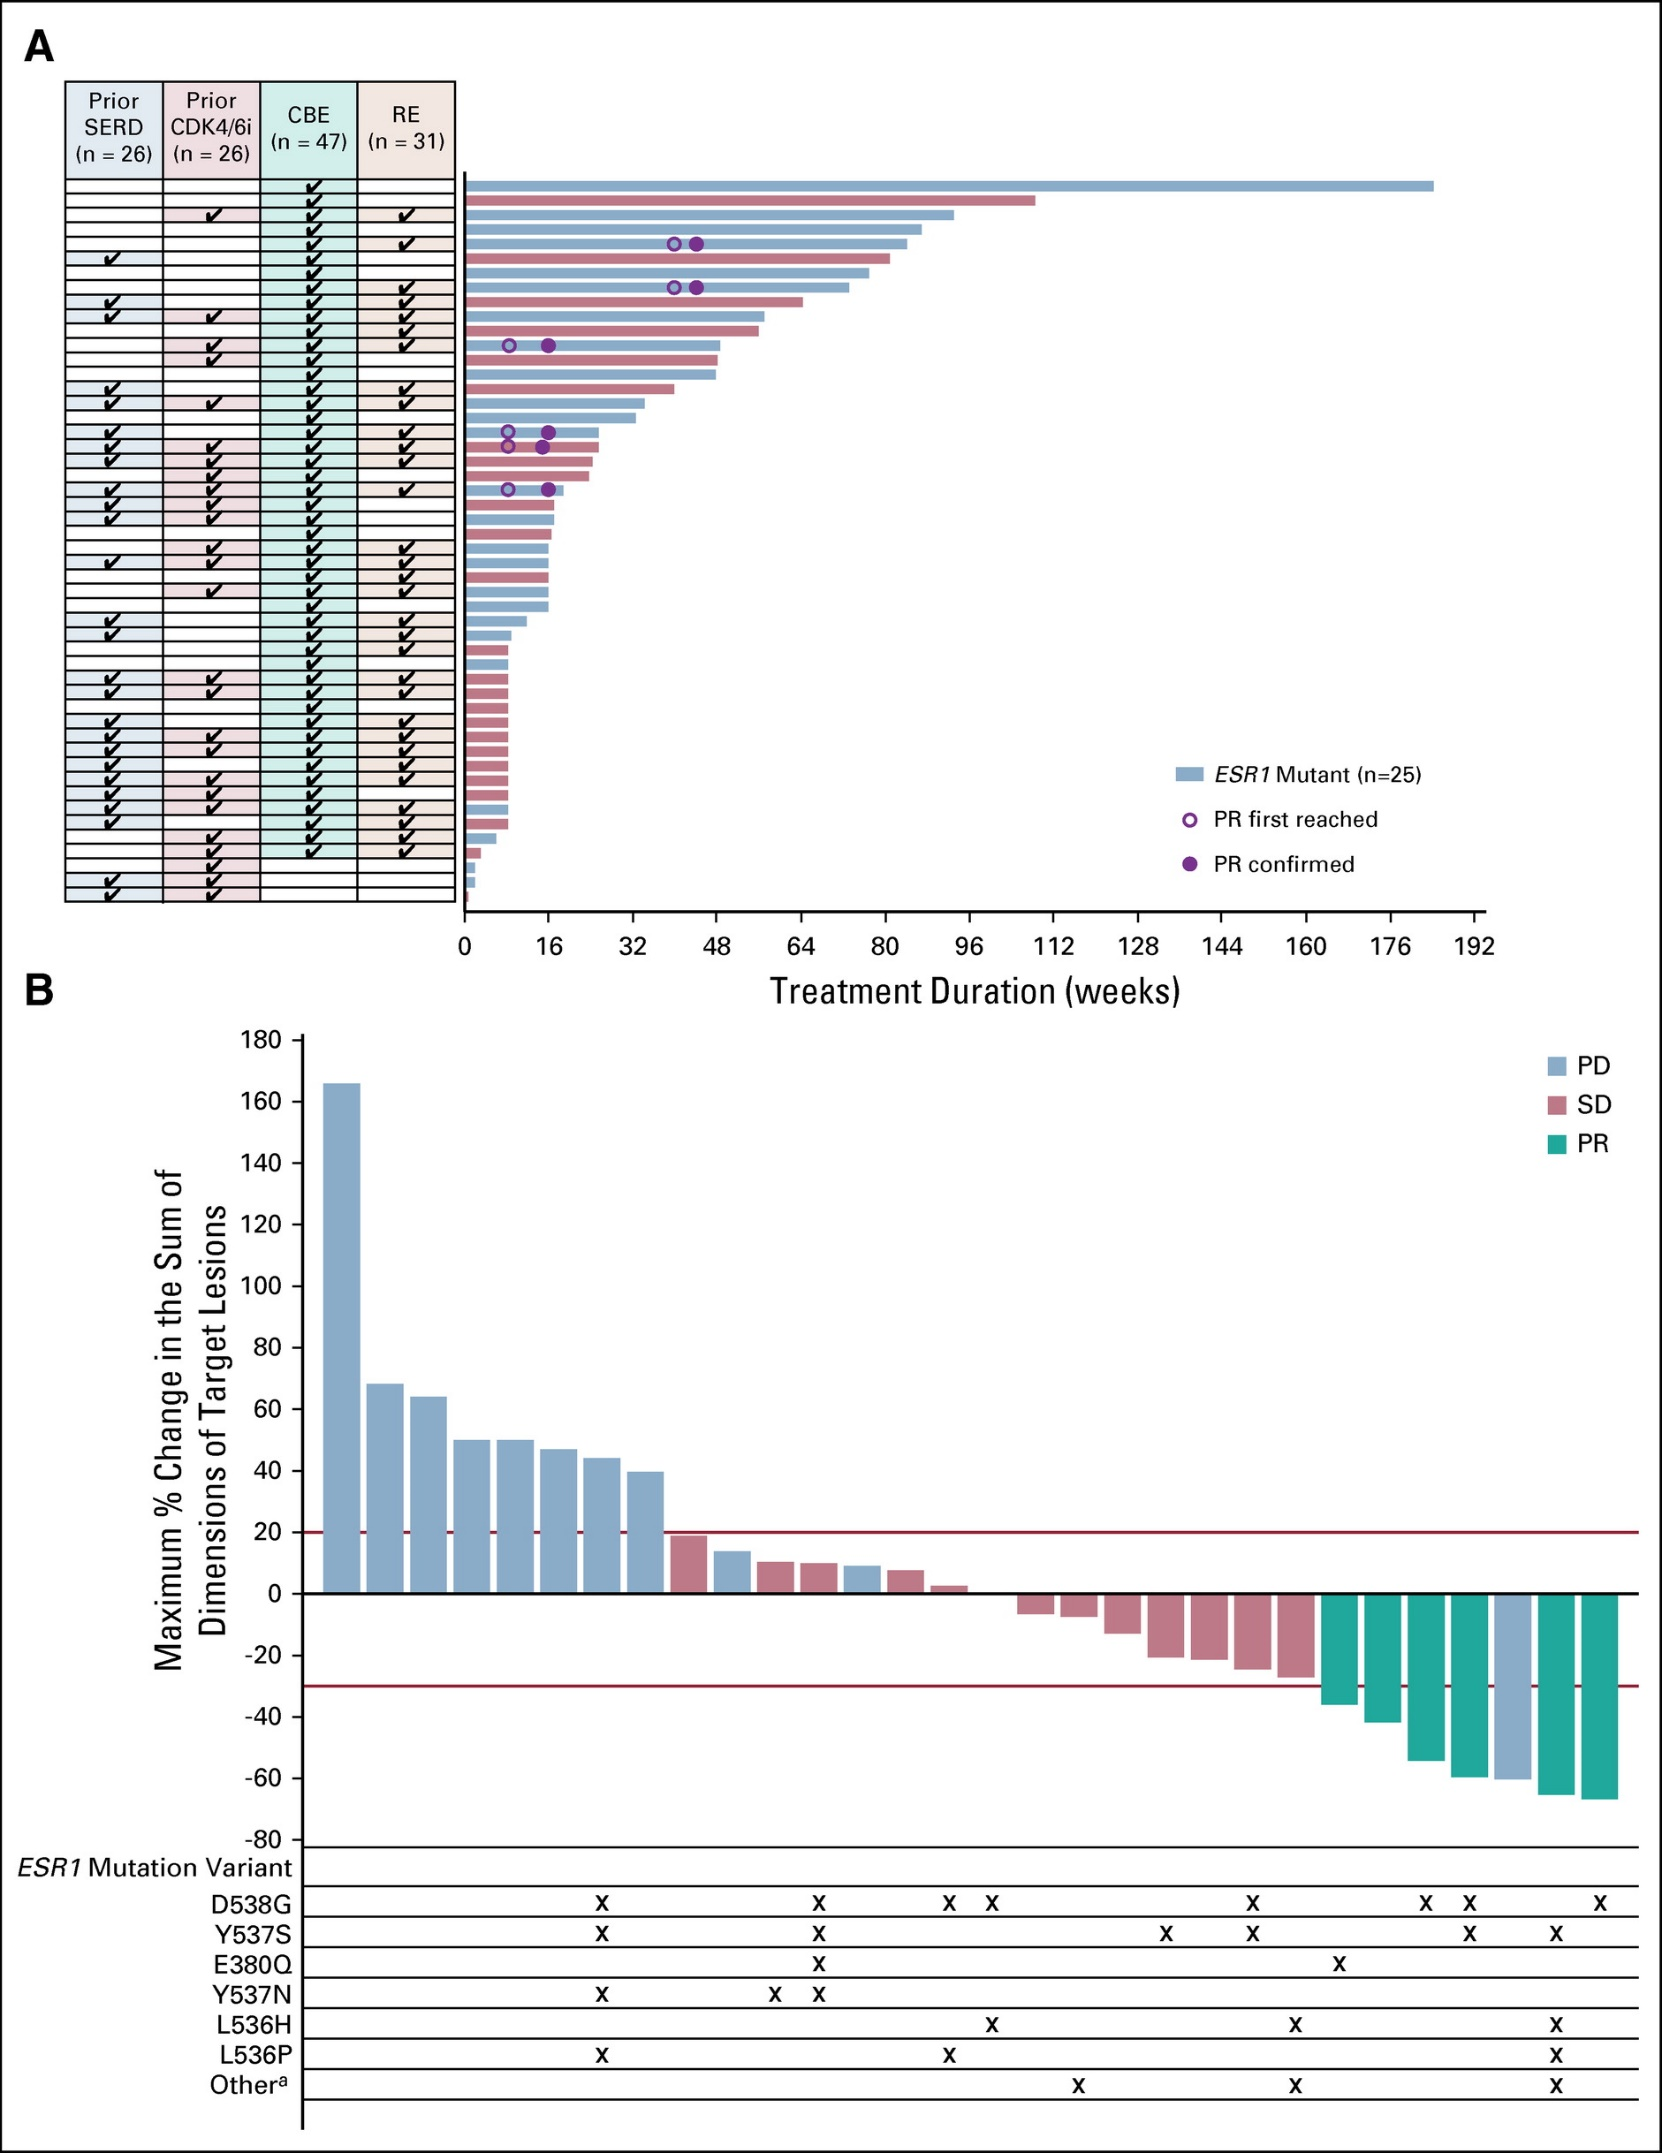 A
Prior SERD (n = 26)
Prior CDK4/6i (n = 26)
CBE (n = 47)
RE (n = 31)
ESR1 Mutant (n=25)
PR first reached
PR confirmed
0 16 32 48 64 80 96 112 128 144 160 176 192
Treatment Duration (weeks)
B
180
160
140
120
100
80
60
40
20
0
-20
-40
-60
-80
Maximum % Change in the Sum of
Dimensions of Target Lesions
PD
SD
PR
ESR1 Mutation Variant
D538G X X X X X X X X
Y537S X X X X X X
E380Q X X
Y537N X X X
L536H X X X
L536P X X X
Otherᵃ X X X